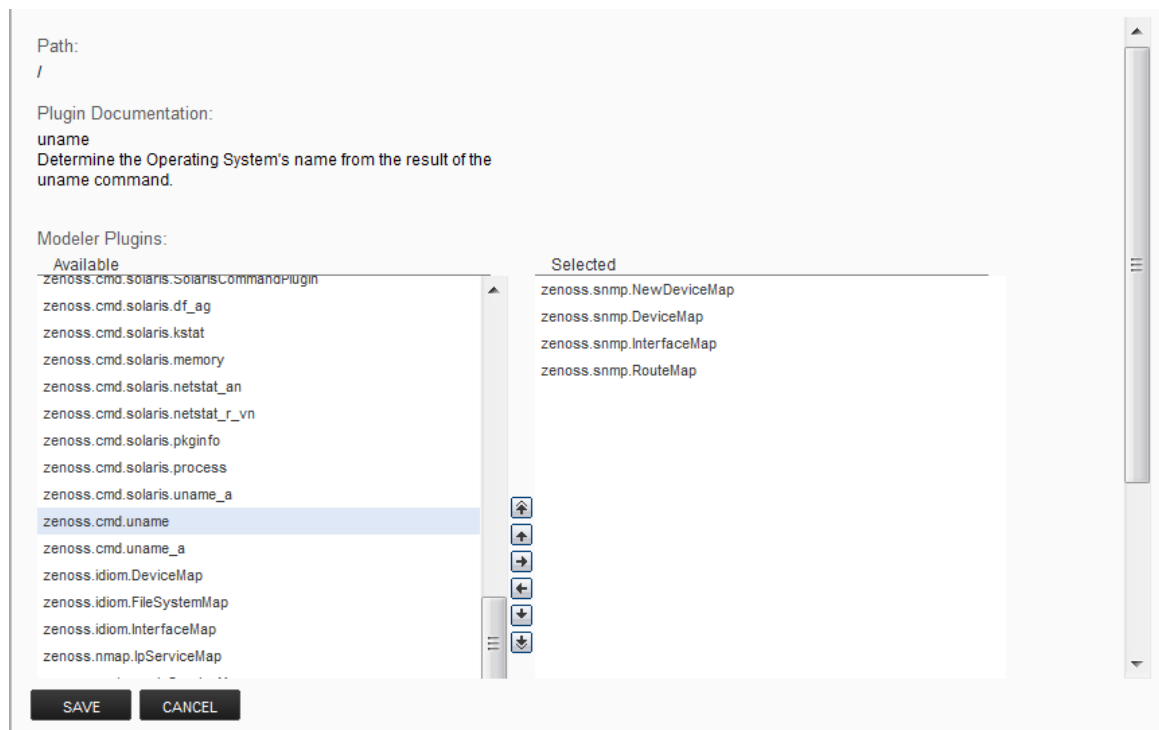 Path:
/
Plugin Documentation:
uname
Determine the Operating System's name from the result of the
uname command.
Modeler Plugins:
Available
zenoss.cmd.solaris.SolarisCommandPlugin
zenoss.cmd.solaris.df_ag
zenoss.cmd.solaris.kstat
zenoss.cmd.solaris.memory
zenoss.cmd.solaris.netstat_an
zenoss.cmd.solaris.netstat_r_vn
zenoss.cmd.solaris.pkginfo
zenoss.cmd.solaris.process
zenoss.cmd.solaris.uname_a
zenoss.cmd.uname
zenoss.cmd.uname_a
zenoss.idiom.DeviceMap
zenoss.idiom.FileSystemMap
zenoss.idiom.InterfaceMap
zenoss.nmap.IpServiceMap
Selected
zenoss.snmp.NewDeviceMap
zenoss.snmp.DeviceMap
zenoss.snmp.InterfaceMap
zenoss.snmp.RouteMap
SAVE
CANCEL